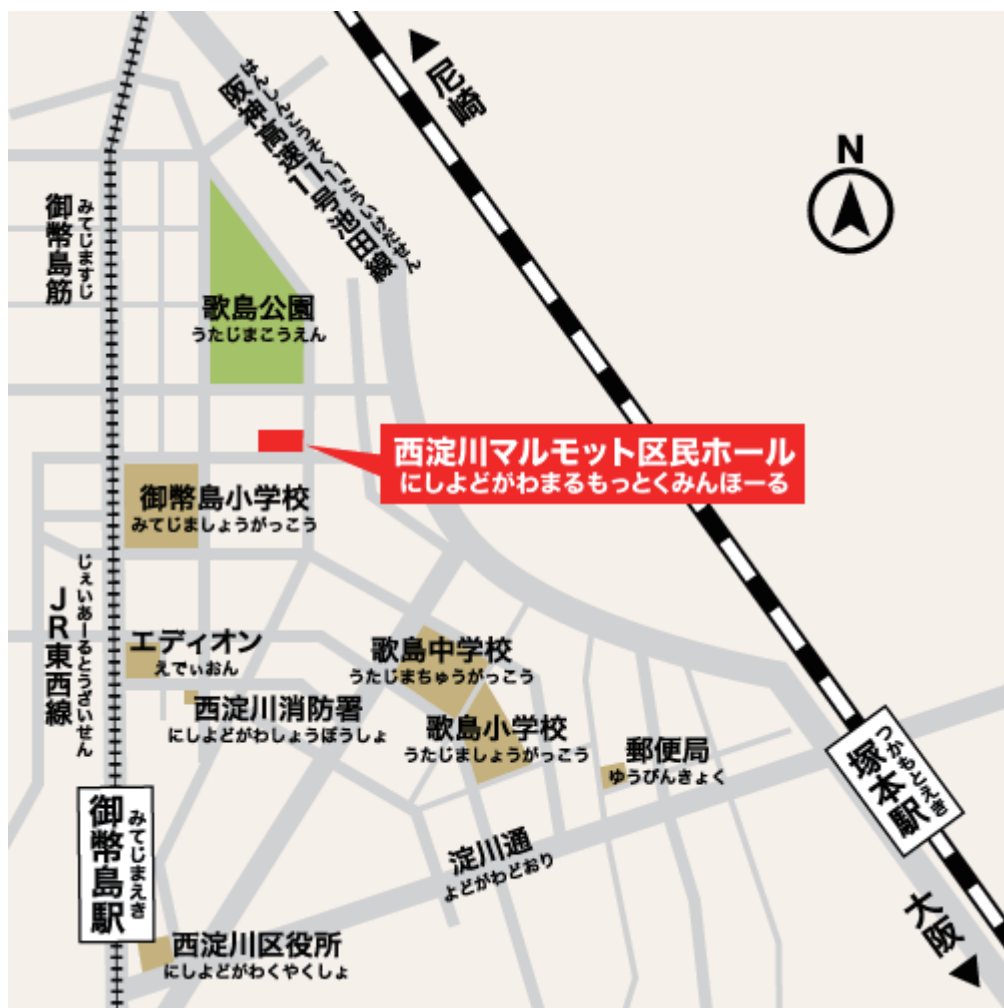 尼崎
はんしんこうそく11ごういけだせん
阪神高速11号池田線
N
みてじますじ
御幣島筋
歌島公園
うたじまこうえん
西淀川マルモット区民ホール
にしよどがわまるもっとくみんほーる
御幣島小学校
みてじましょうがっこう
じぇいあーるとうざいせん
JR東西線
エディオン
えでぃおん
歌島中学校
うたじまちゅうがっこう
西淀川消防署
にしよどがわしょうぼうしょ
歌島小学校
うたじましょうがっこう
郵便局
ゆうびんきょく
つかもとえき
塚本駅
みてじまえき
御幣島駅
淀川通
よどがわどおり
大阪
西淀川区役所
にしよどがわくやくしょ